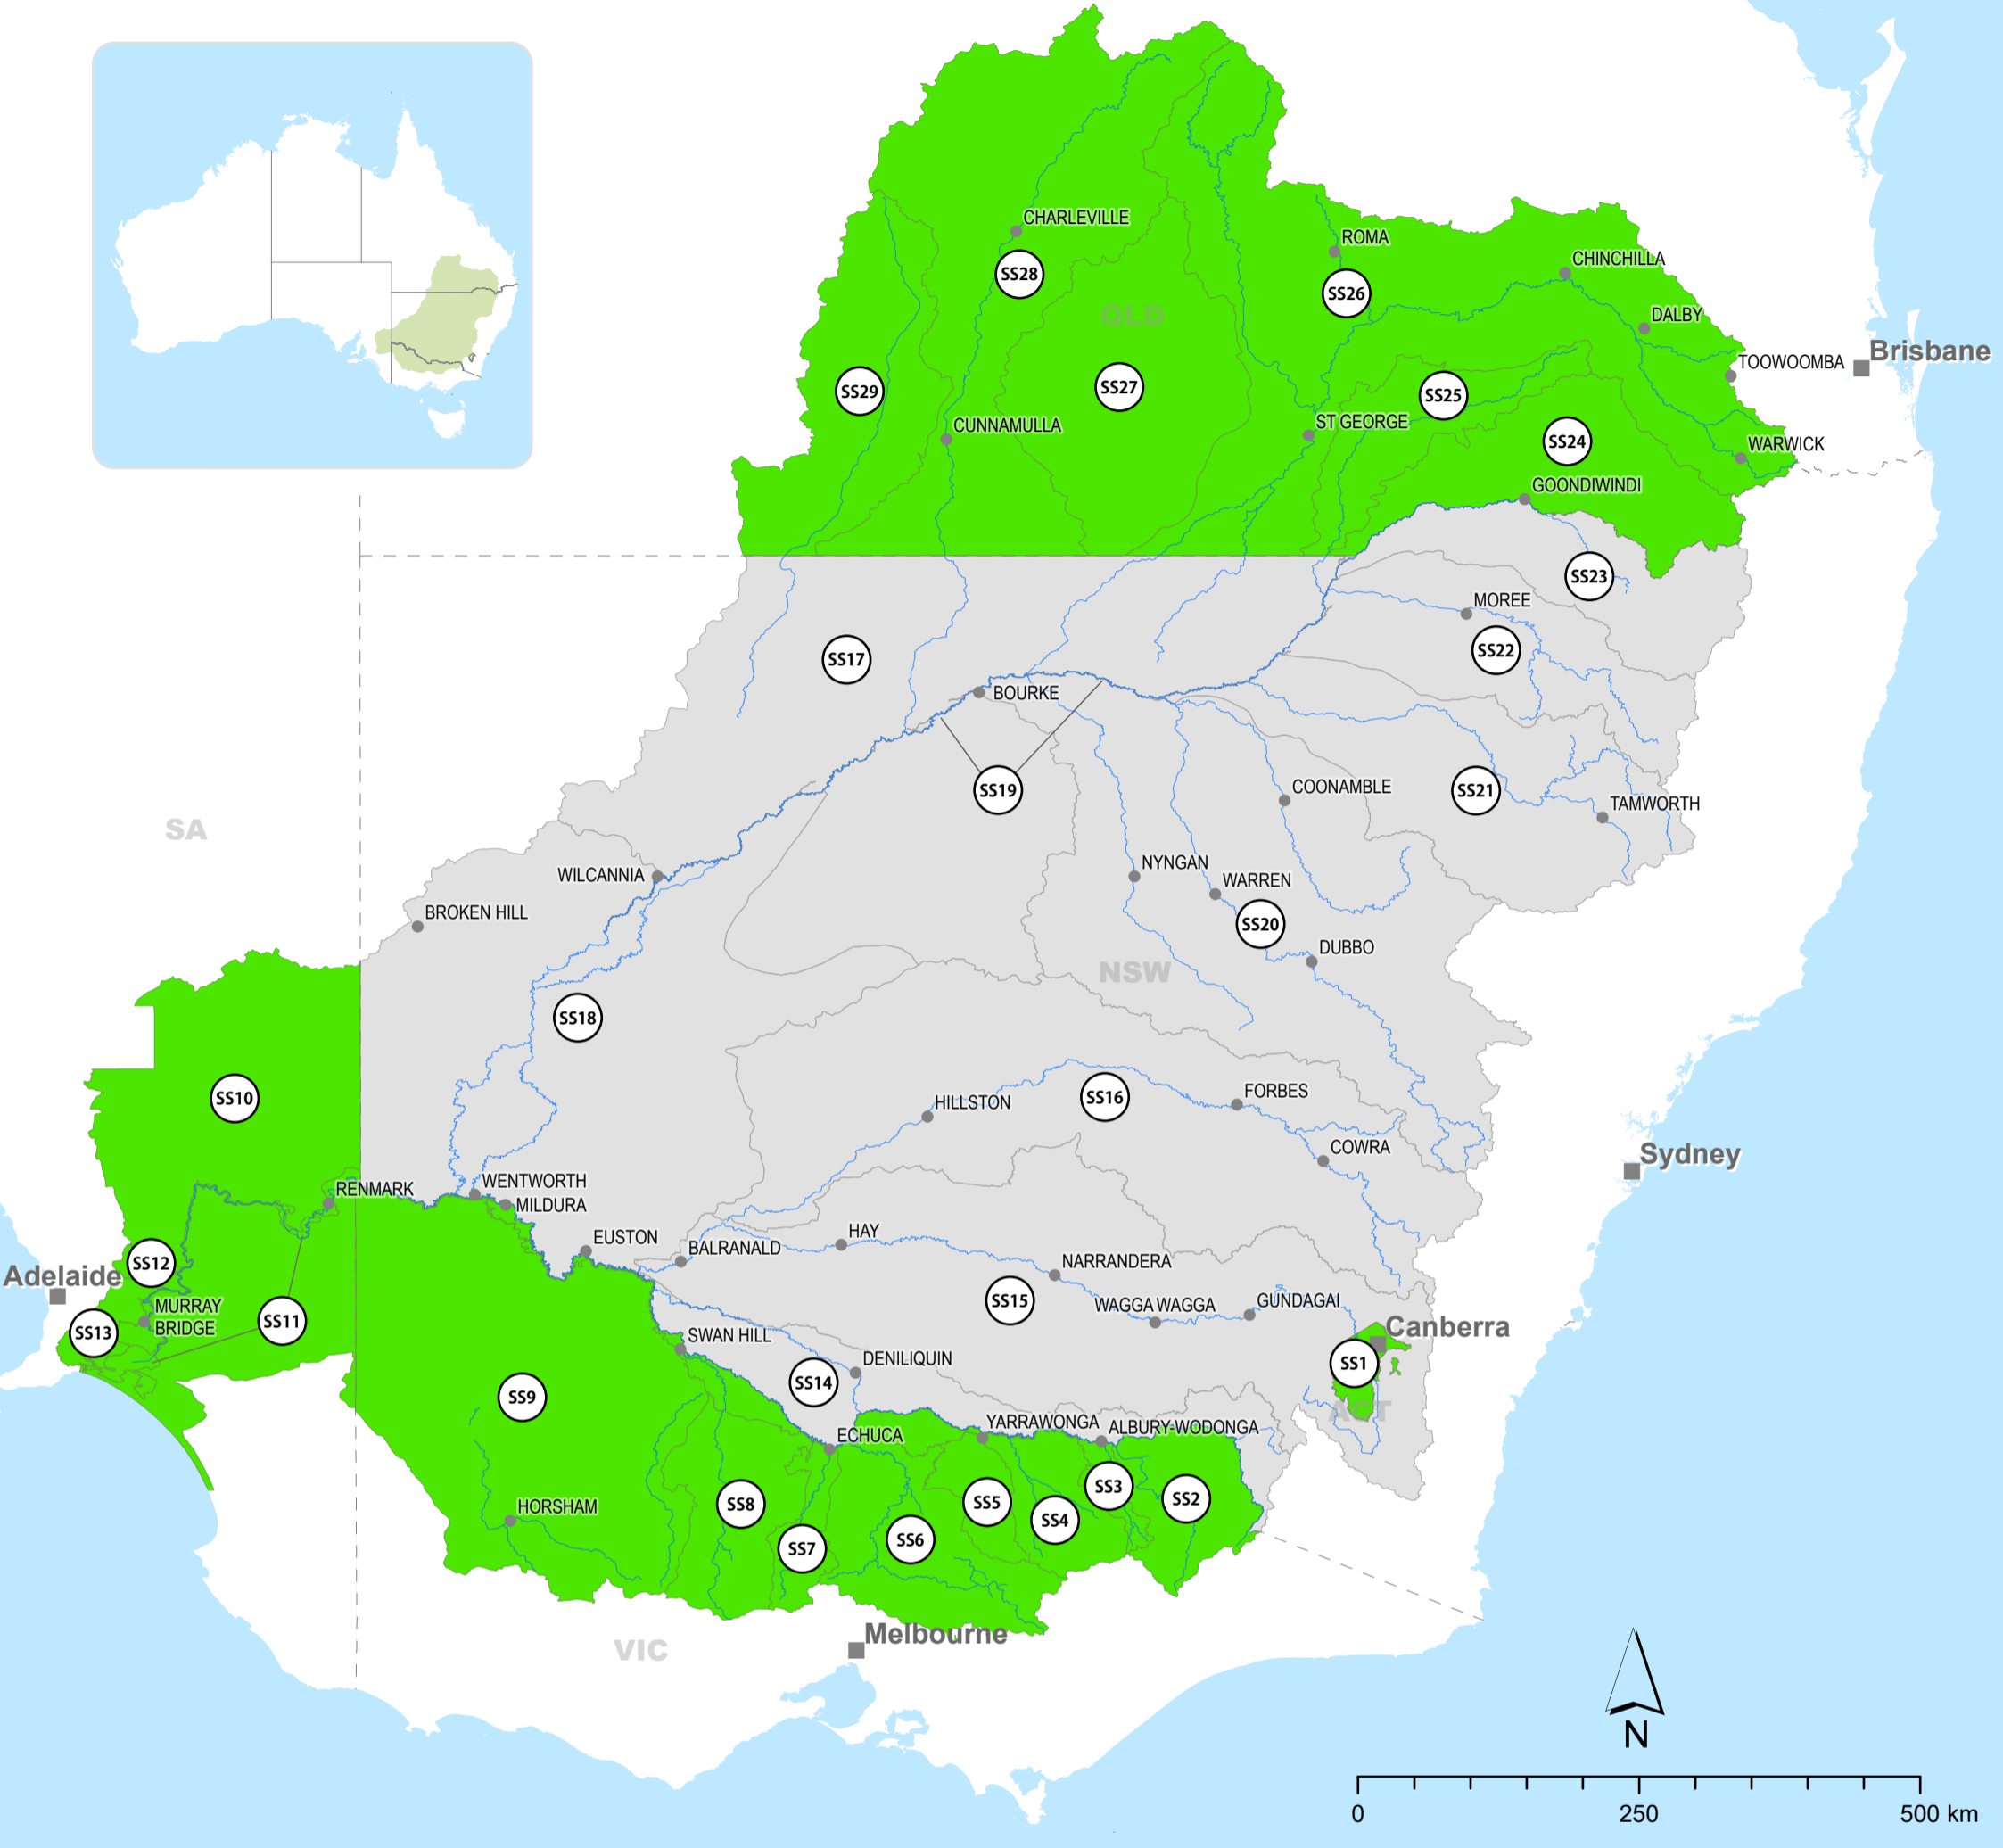 CHARLEVILLE
SS28
ROMA
SS26
CHINCHILLA
QLD
DALBY
Brisbane
TOOWOOMBA
SS29
SS27
SS25
CUNNAMULLA
ST GEORGE
SS24
WARWICK
GOONDIWINDI
SS23
MOREE
SS22
SS17
BOURKE
SS19
COONAMBLE
SS21
TAMWORTH
SA
NYNGAN
WILCANNIA
WARREN
BROKEN HILL
SS20
DUBBO
NSW
SS18
SS10
HILLSTON
SS16
FORBES
COWRA
Sydney
RENMARK
WENTWORTH
MILDURA
EUSTON
HAY
BALRANALD
NARRANDERA
SS12
Adelaide
MURRAY
BRIDGE
SS13
SS11
SS15
WAGGA WAGGA
GUNDAGAI
Canberra
SWAN HILL
SS1
DENILIQUIN
SS14
SS9
ACT
YARRAWONGA
ALBURY-WODONGA
ECHUCA
HORSHAM
SS8
SS5
SS3
SS2
SS4
SS7
SS6
Melbourne
VIC
N
0
250
500 km